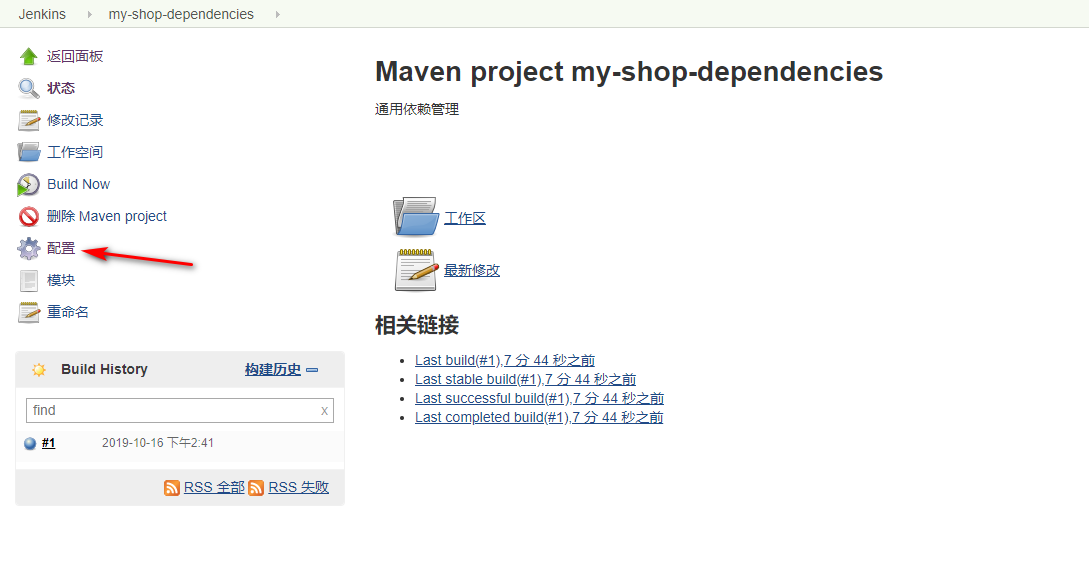 Jenkins
my-shop-dependencies
返回面板
状态
修改记录
工作空间
Build Now
删除 Maven project
配置
模块
重命名
Build History
构建历史
find
x
#1
2019-10-16 下午2:41
RSS 全部
RSS 失败
Maven project my-shop-dependencies
通用依赖管理
工作区
最新修改
相关链接
Last build(#1),7 分 44 秒之前
Last stable build(#1),7 分 44 秒之前
Last successful build(#1),7 分 44 秒之前
Last completed build(#1),7 分 44 秒之前